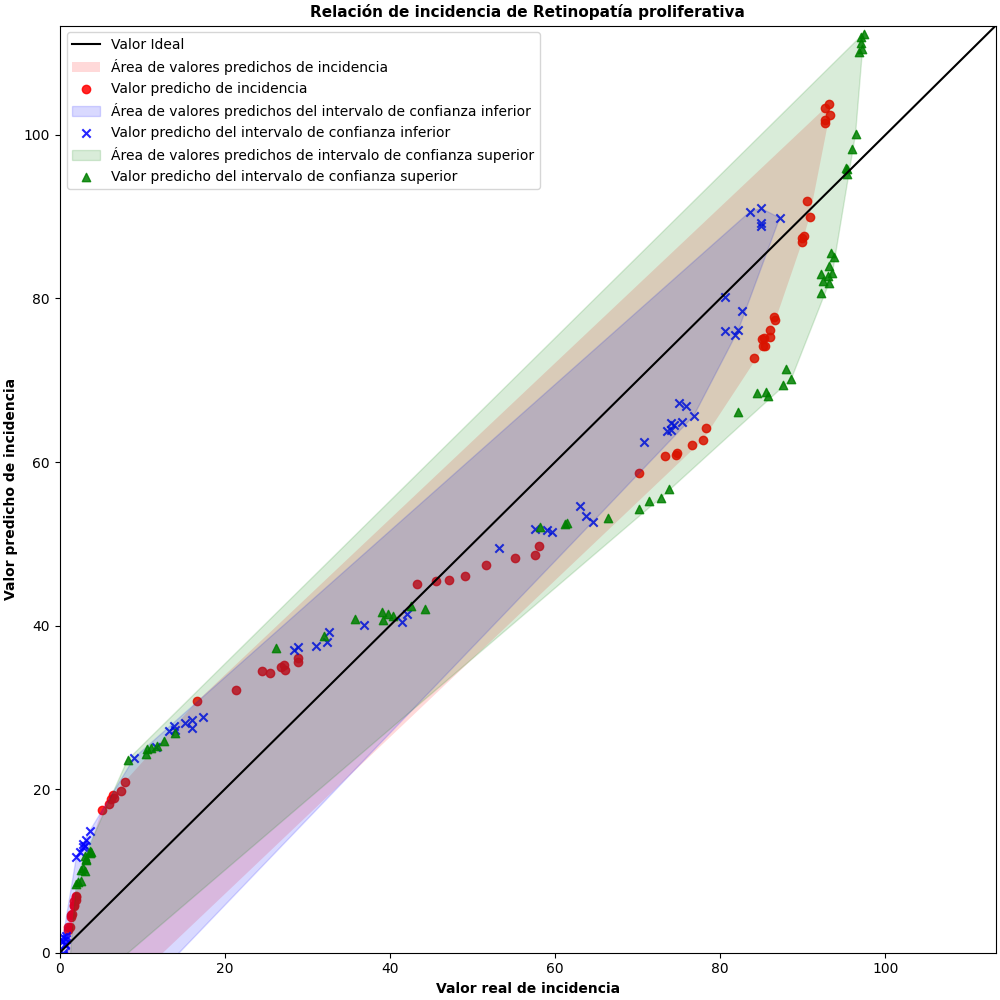 Relación de incidencia de Retinopatía proliferativa
Valor Ideal
Área de valores predichos de incidencia
Valor predicho de incidencia
Área de valores predichos del intervalo de confianza inferior
Valor predicho del intervalo de confianza inferior
Área de valores predichos de intervalo de confianza superior
Valor predicho del intervalo de confianza superior
Valor predicho de incidencia
100
80
60
40
20
0
0 20 40 60 80 100
Valor real de incidencia